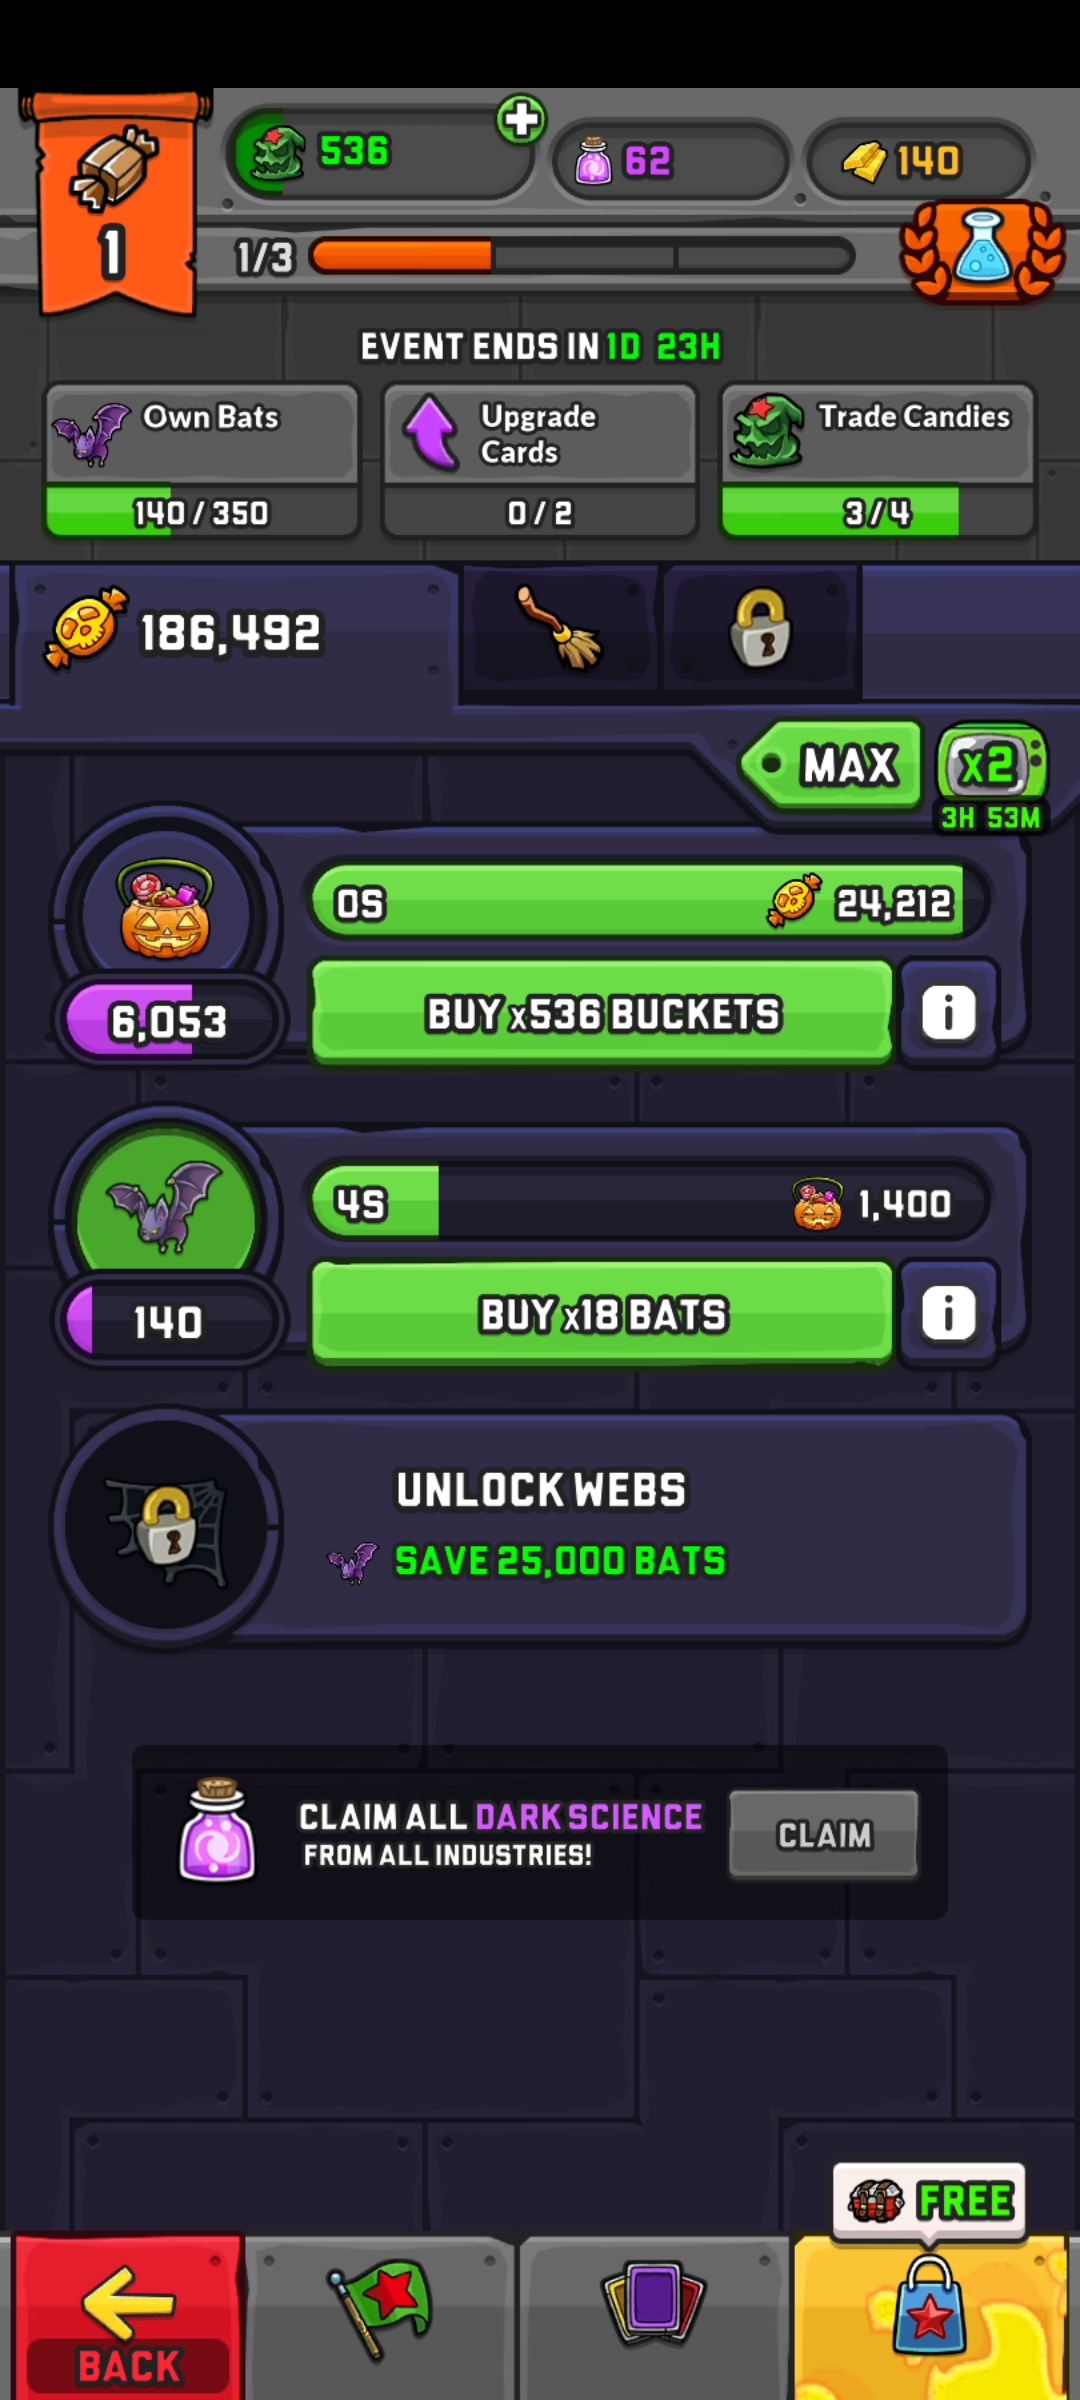 536
62
140
1
1/3
EVENT ENDS IN 1D 23H
Own Bats
Upgrade
Cards
Trade Candies
140 / 350
0 / 2
3 / 4
186,492
MAX
x2
3H 53M
0S
24,212
6,053
BUY x536 BUCKETS
i
4S
1,400
140
BUY x18 BATS
i
UNLOCK WEBS
SAVE 25,000 BATS
CLAIM ALL DARK SCIENCE
FROM ALL INDUSTRIES!
CLAIM
FREE
BACK